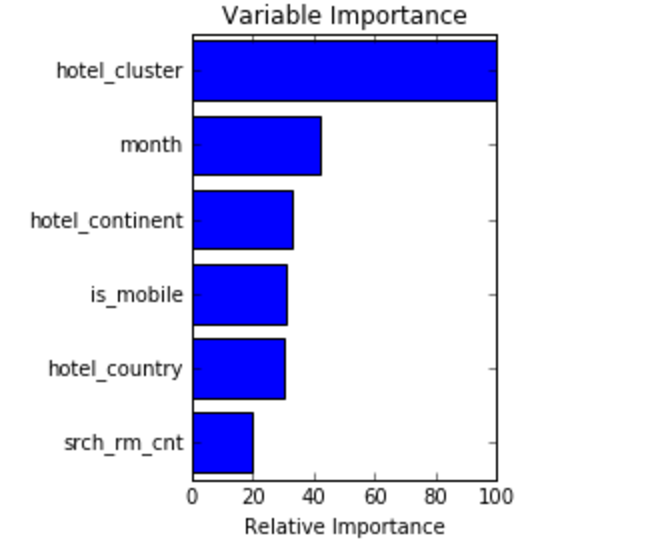 Variable Importance
hotel_cluster
month
hotel_continent
is_mobile
hotel_country
srch_rm_cnt
0 20 40 60 80 100
Relative Importance